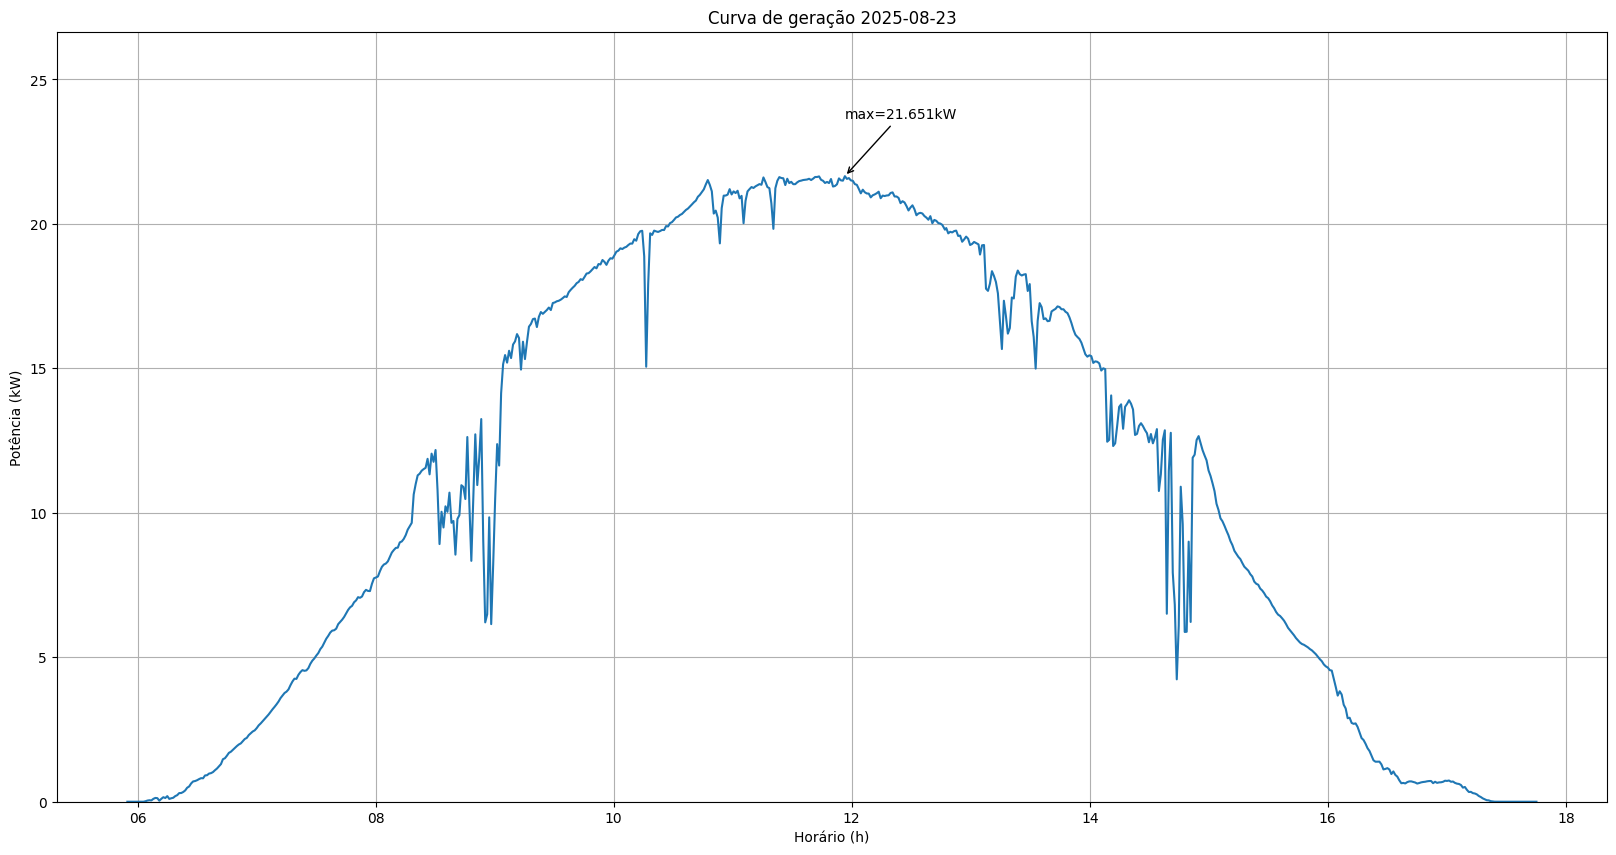 Curva de geração 2025-08-23
max=21.651kW
25
20
15
10
5
0
Potência (kW)
06 08 10 12 14 16 18
Horário (h)